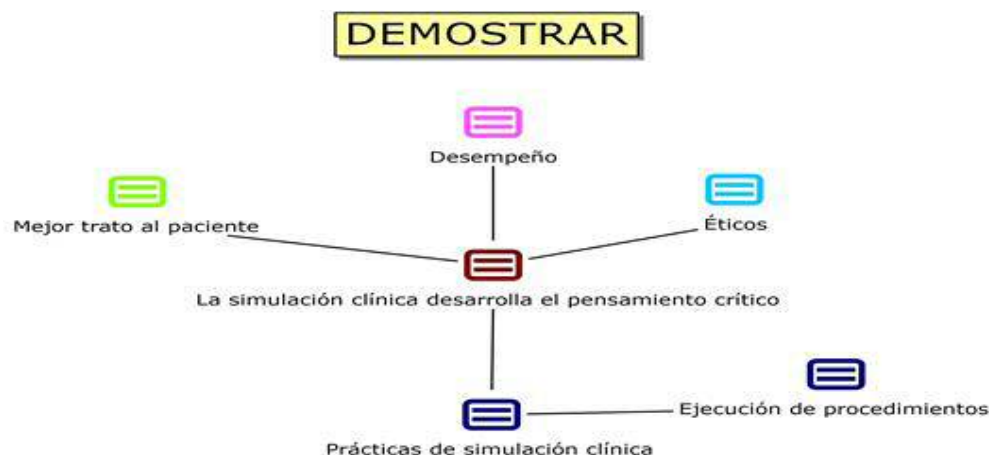 DEMOSTRAR
Desempeño
Mejor trato al paciente
Éticos
La simulación clínica desarrolla el pensamiento crítico
Ejecución de procedimientos
Prácticas de simulación clínica